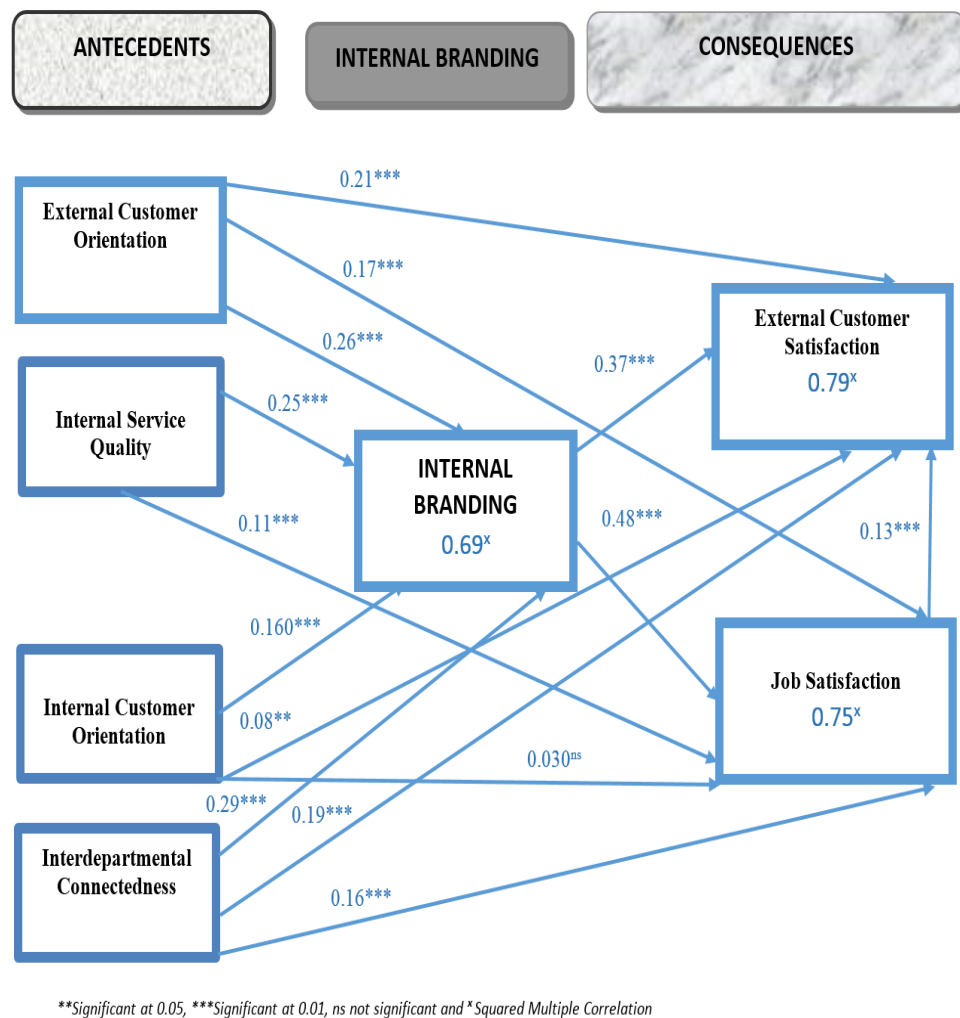 ANTECEDENTS
INTERNAL BRANDING
CONSEQUENCES
0.21***
External Customer
Orientation
0.17***
0.26***
External Customer
Satisfaction
0.79ˣ
0.37***
0.25***
Internal Service
Quality
INTERNAL
BRANDING
0.69ˣ
0.11***
0.48***
0.13***
0.160***
Internal Customer
Orientation
0.08**
Job Satisfaction
0.75ˣ
0.030ⁿˢ
0.29***
0.19***
Interdepartmental
Connectedness
0.16***
**Significant at 0.05, ***Significant at 0.01, ns not significant and ˣ Squared Multiple Correlation